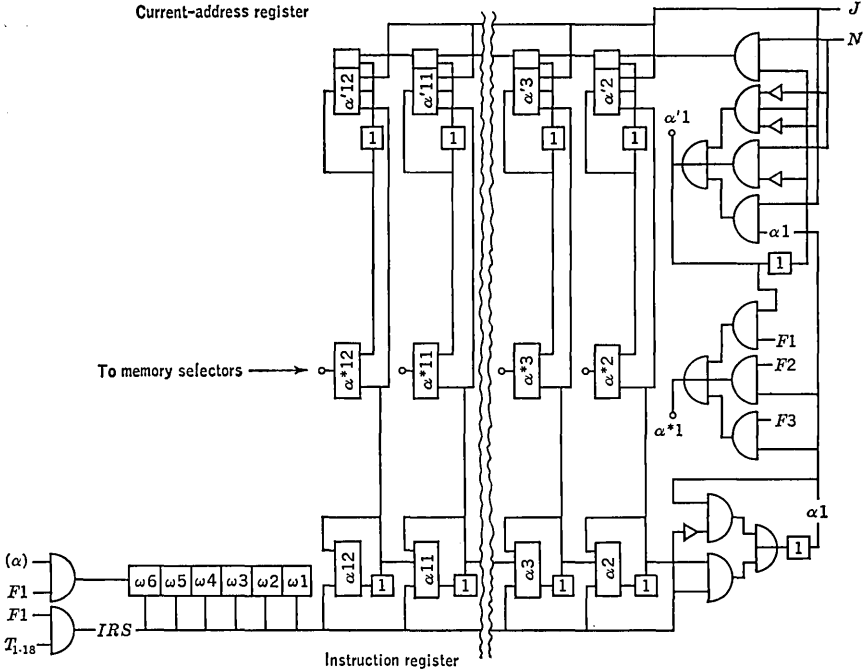 Current-address register
J
N
α'12 α'11 α'3 α'2
α'1
1 1 1 1
α1
1
F1
To memory selectors
α*12 α*11 α*3 α*2
F2
α*1
F3
α1
(α)
F1
ω6 ω5 ω4 ω3 ω2 ω1
α12 α11 α3 α2
1 1 1 1
1
F1
IRS
T1-18
Instruction register